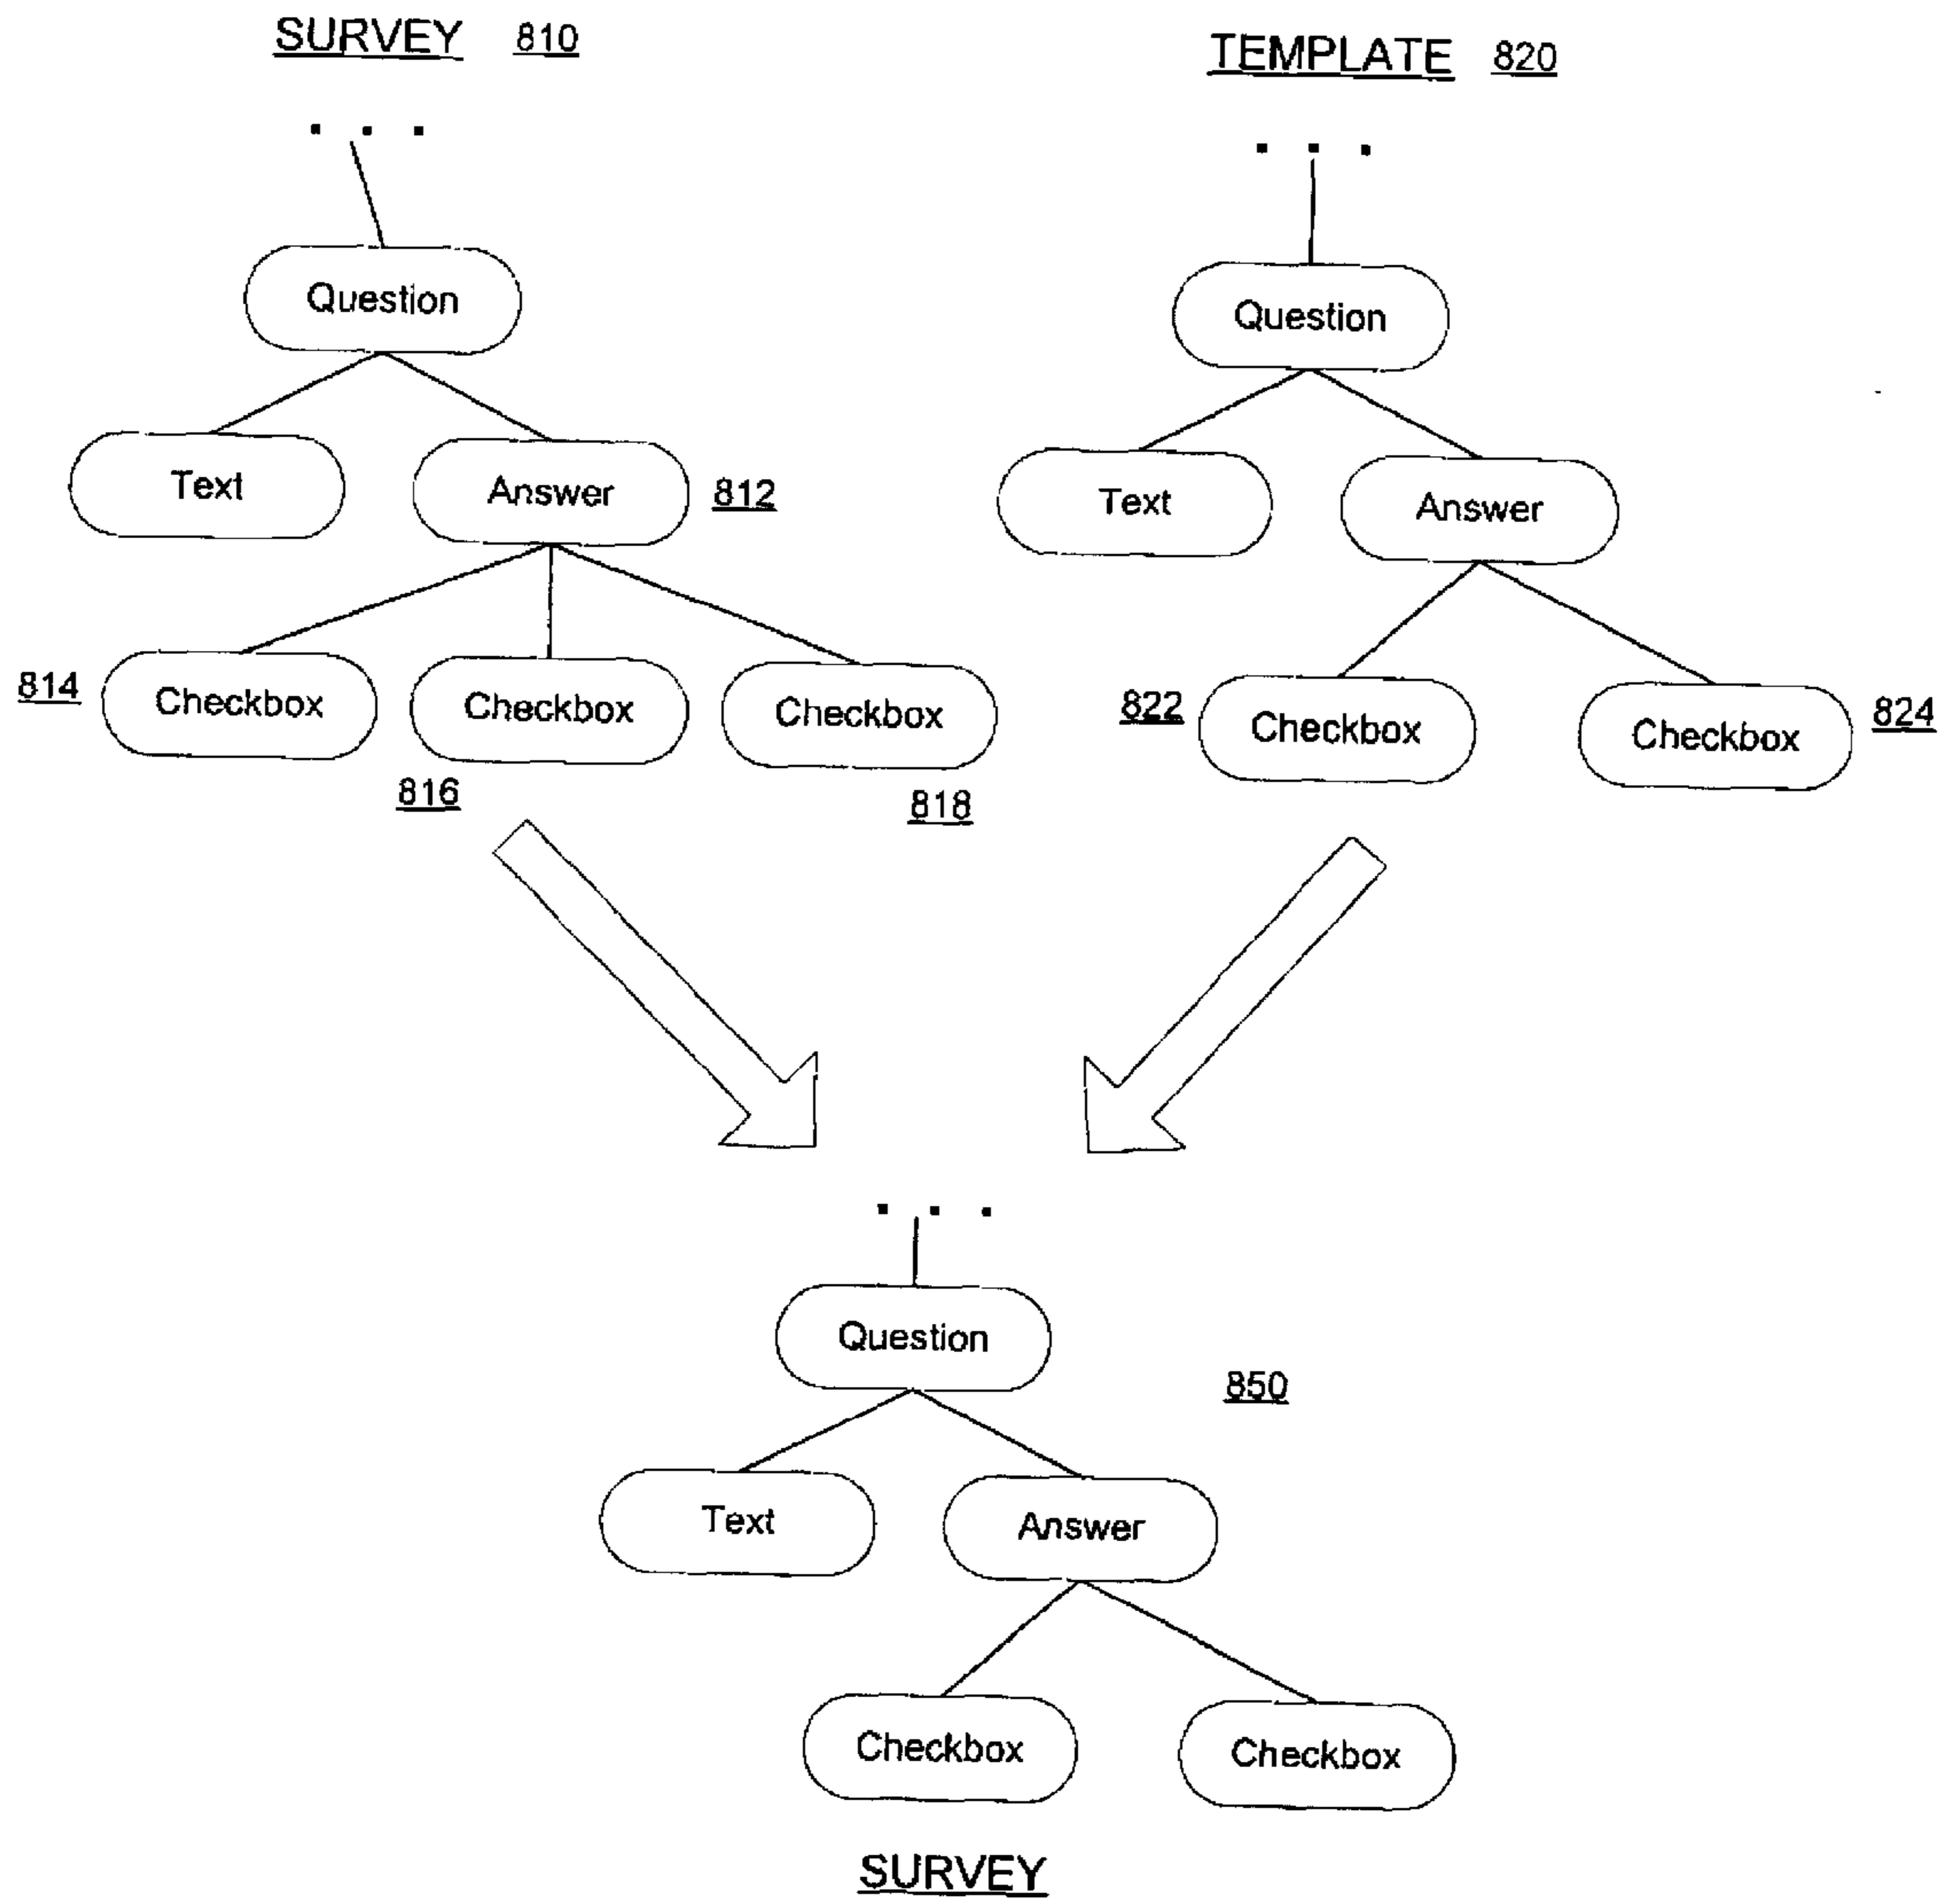 SURVEY 810
TEMPLATE 820
. . .
. . .
Question
Question
Text
Answer
812
Text
Answer
814
Checkbox
Checkbox
Checkbox
822
Checkbox
Checkbox
824
816
818
. . .
Question
850
Text
Answer
Checkbox
Checkbox
SURVEY